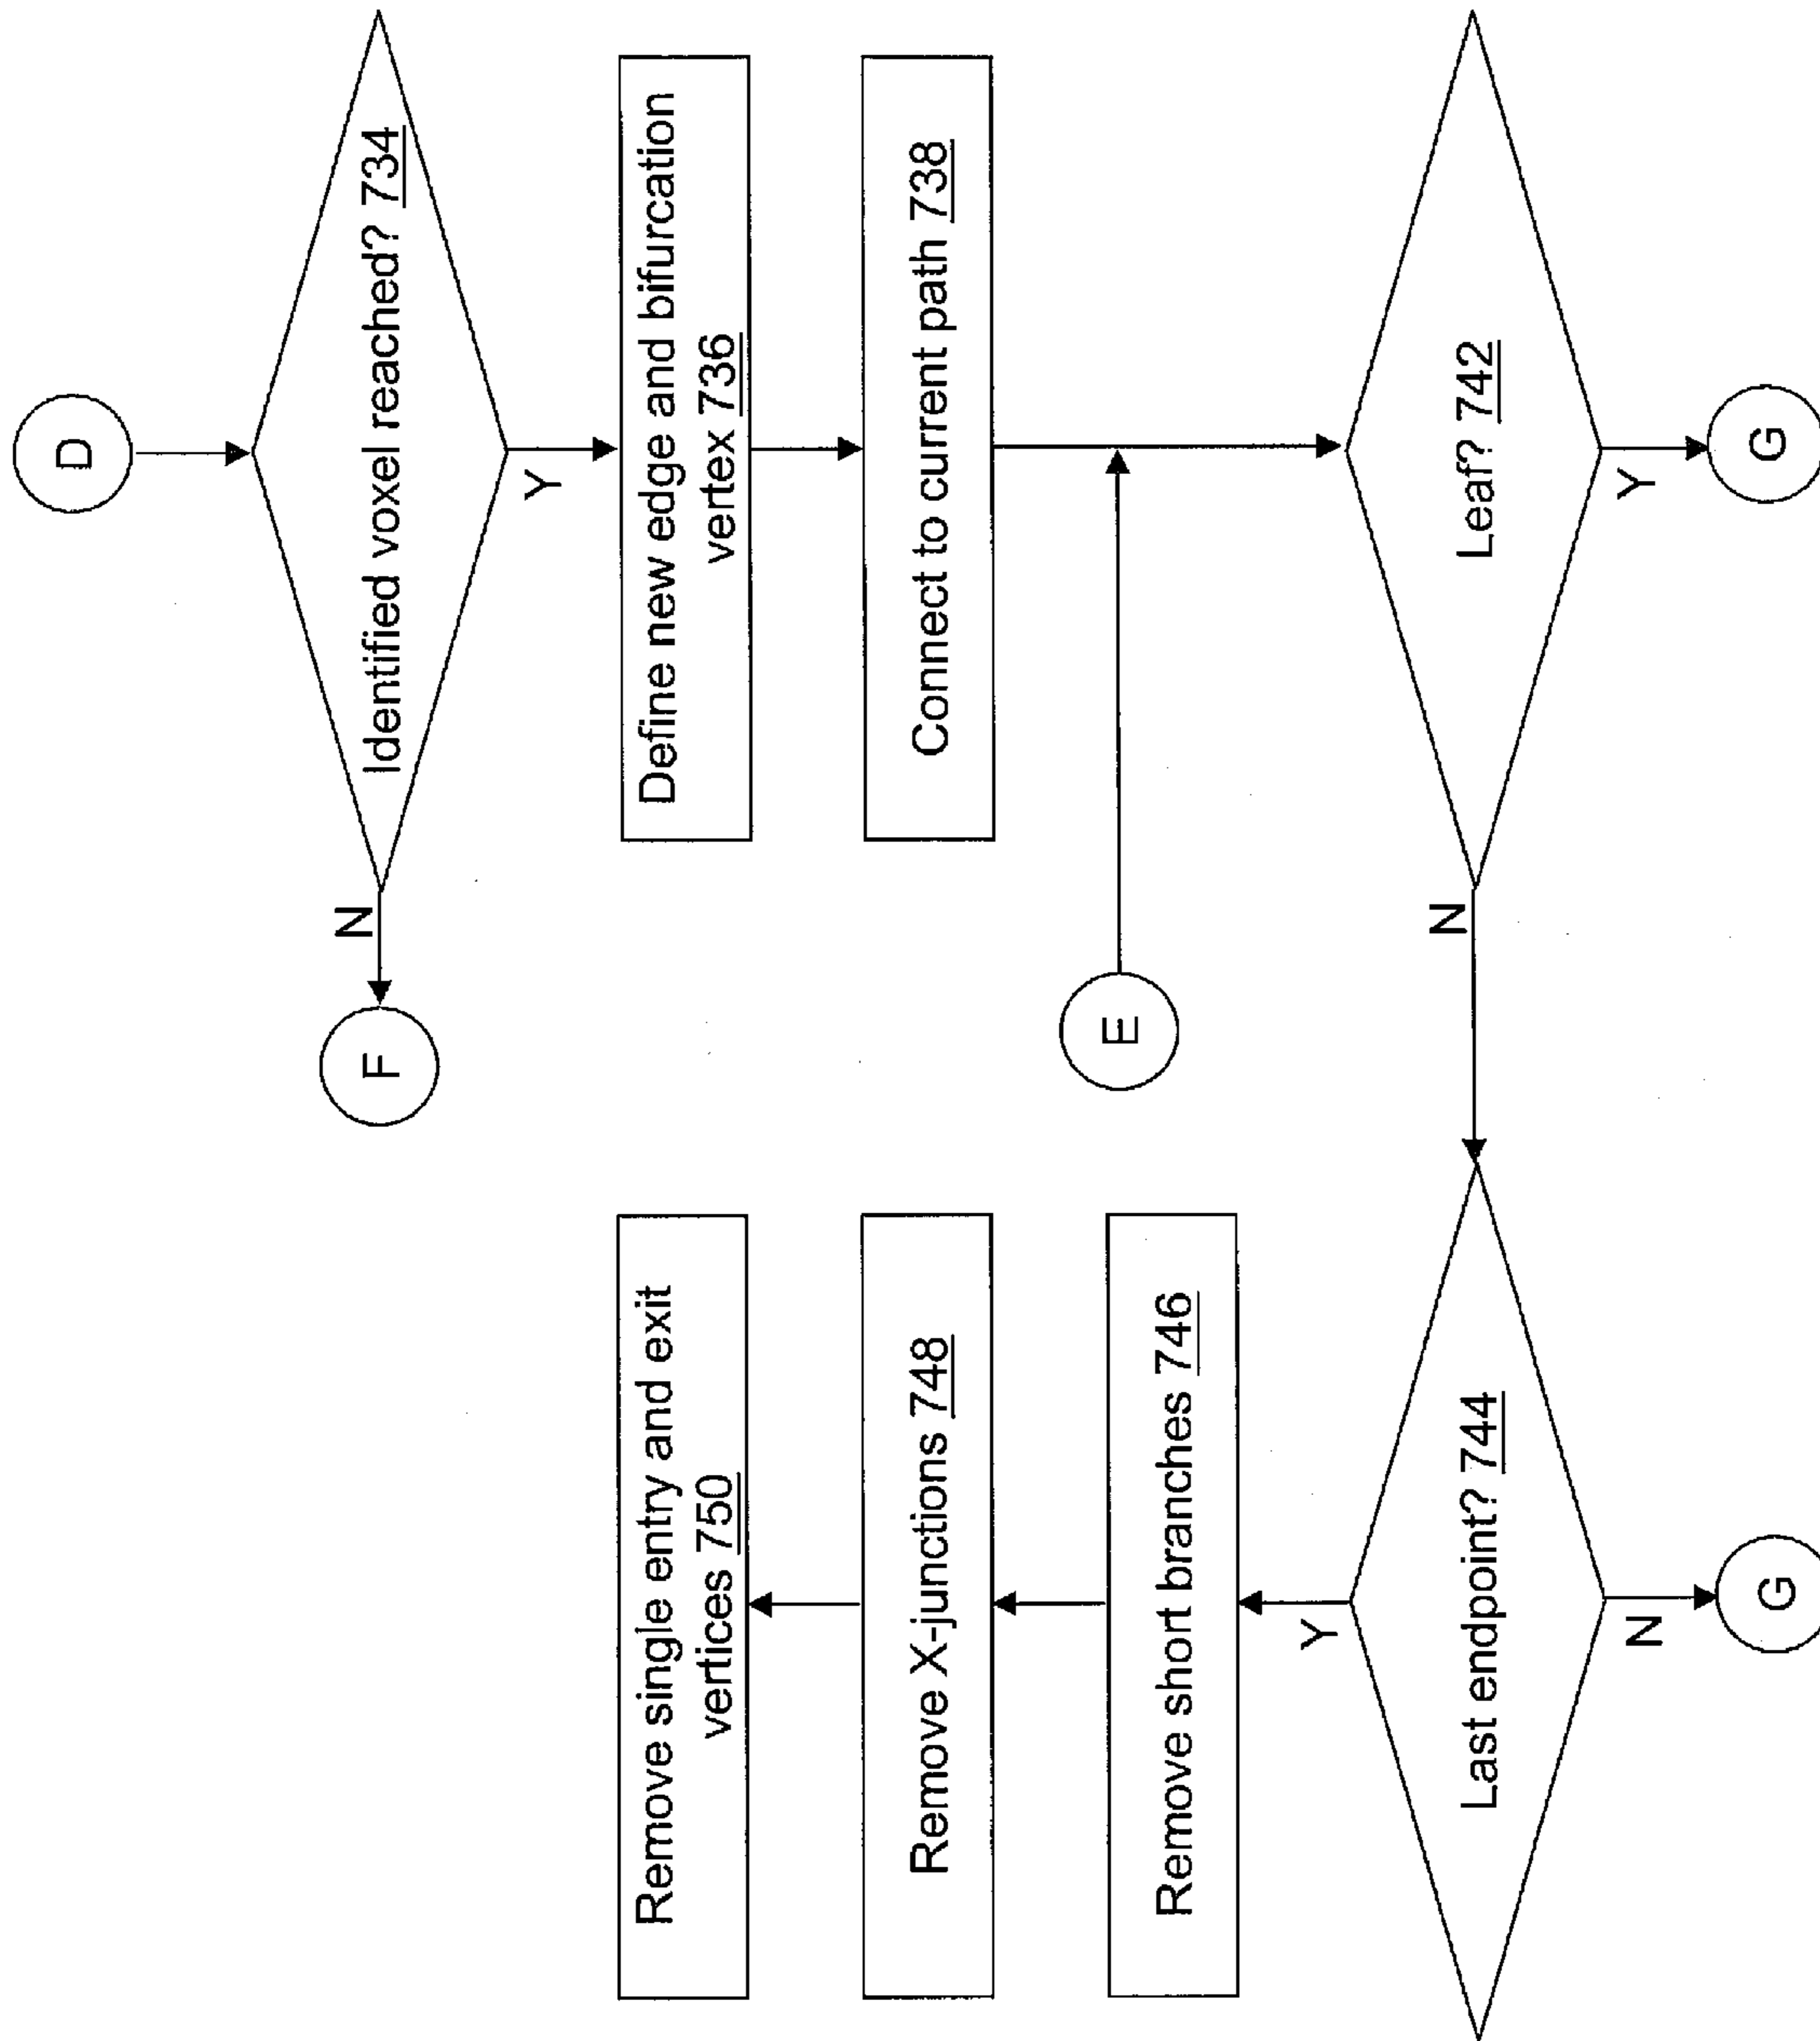 D
Identified voxel reached? 734
N
F
Y
Define new edge and bifurcation
vertex 736
Connect to current path 738
E
Leaf? 742
Y
G
N
Last endpoint? 744
N
G
Y
Remove short branches 746
Remove X-junctions 748
Remove single entry and exit
vertices 750